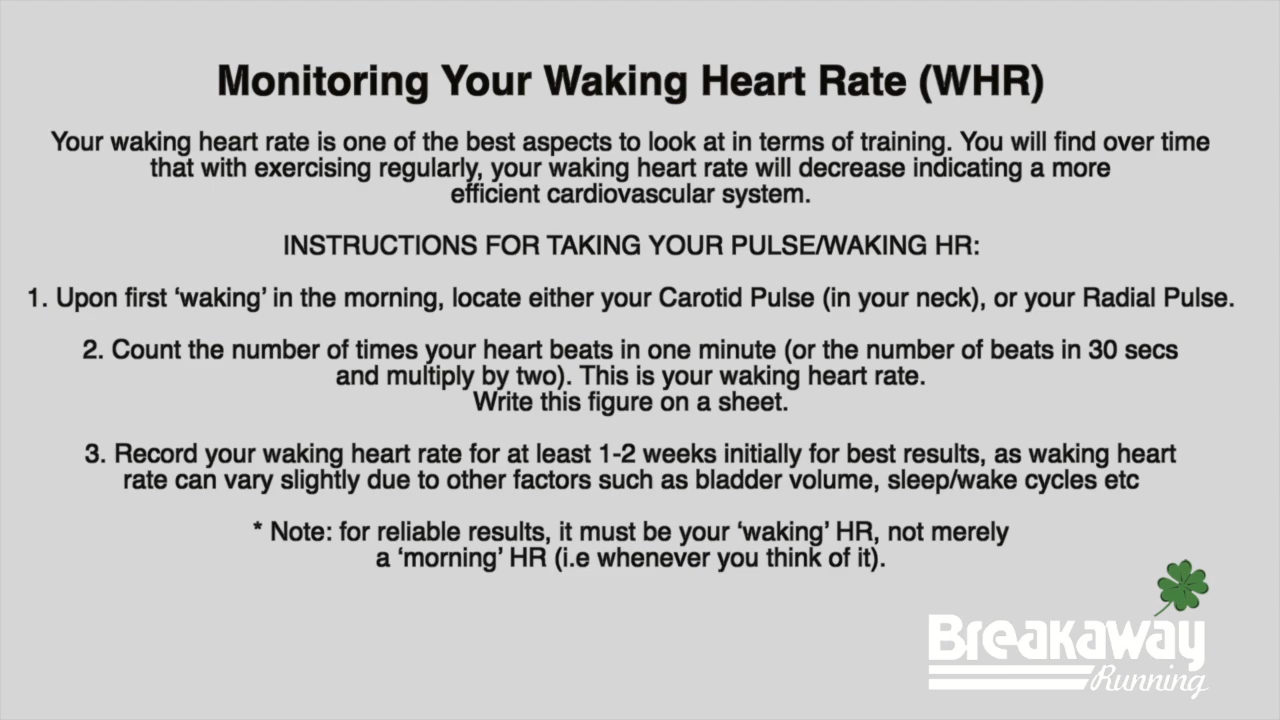 Monitoring Your Waking Heart Rate (WHR)
Your waking heart rate is one of the best aspects to look at in terms of training. You will find over time
that with exercising regularly, your waking heart rate will decrease indicating a more
efficient cardiovascular system.
INSTRUCTIONS FOR TAKING YOUR PULSE/WAKING HR:
1. Upon first ‘waking’ in the morning, locate either your Carotid Pulse (in your neck), or your Radial Pulse.
2. Count the number of times your heart beats in one minute (or the number of beats in 30 secs
and multiply by two). This is your waking heart rate.
Write this figure on a sheet.
3. Record your waking heart rate for at least 1-2 weeks initially for best results, as waking heart
rate can vary slightly due to other factors such as bladder volume, sleep/wake cycles etc
* Note: for reliable results, it must be your ‘waking’ HR, not merely
a ‘morning’ HR (i.e whenever you think of it).
Breakaway
Running